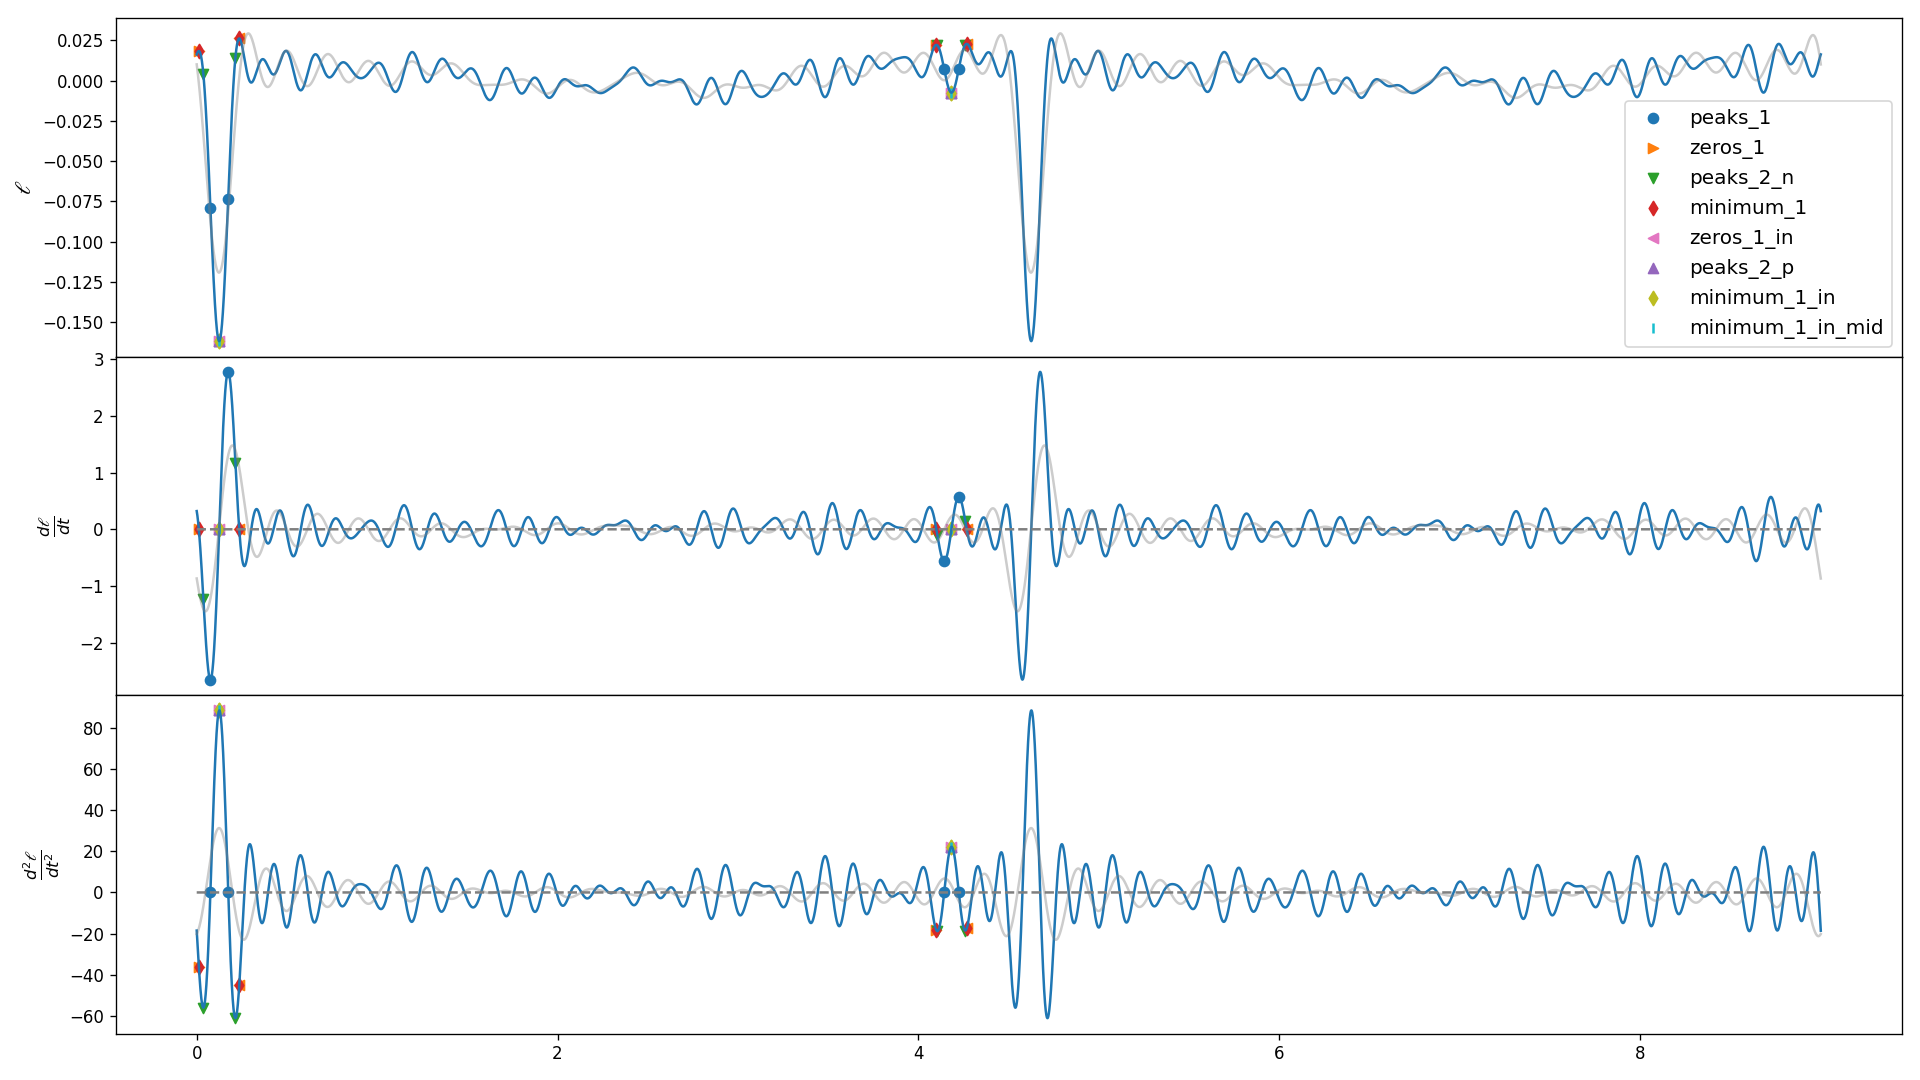 0.025
0.000
−0.025
−0.050
−0.075
−0.100
−0.125
−0.150
ℓ
peaks_1
zeros_1
peaks_2_n
minimum_1
zeros_1_in
peaks_2_p
minimum_1_in
minimum_1_in_mid
3
2
1
0
−1
−2
dℓ
dt
80
60
40
20
0
−20
−40
−60
d²ℓ
dt²
0 2 4 6 8